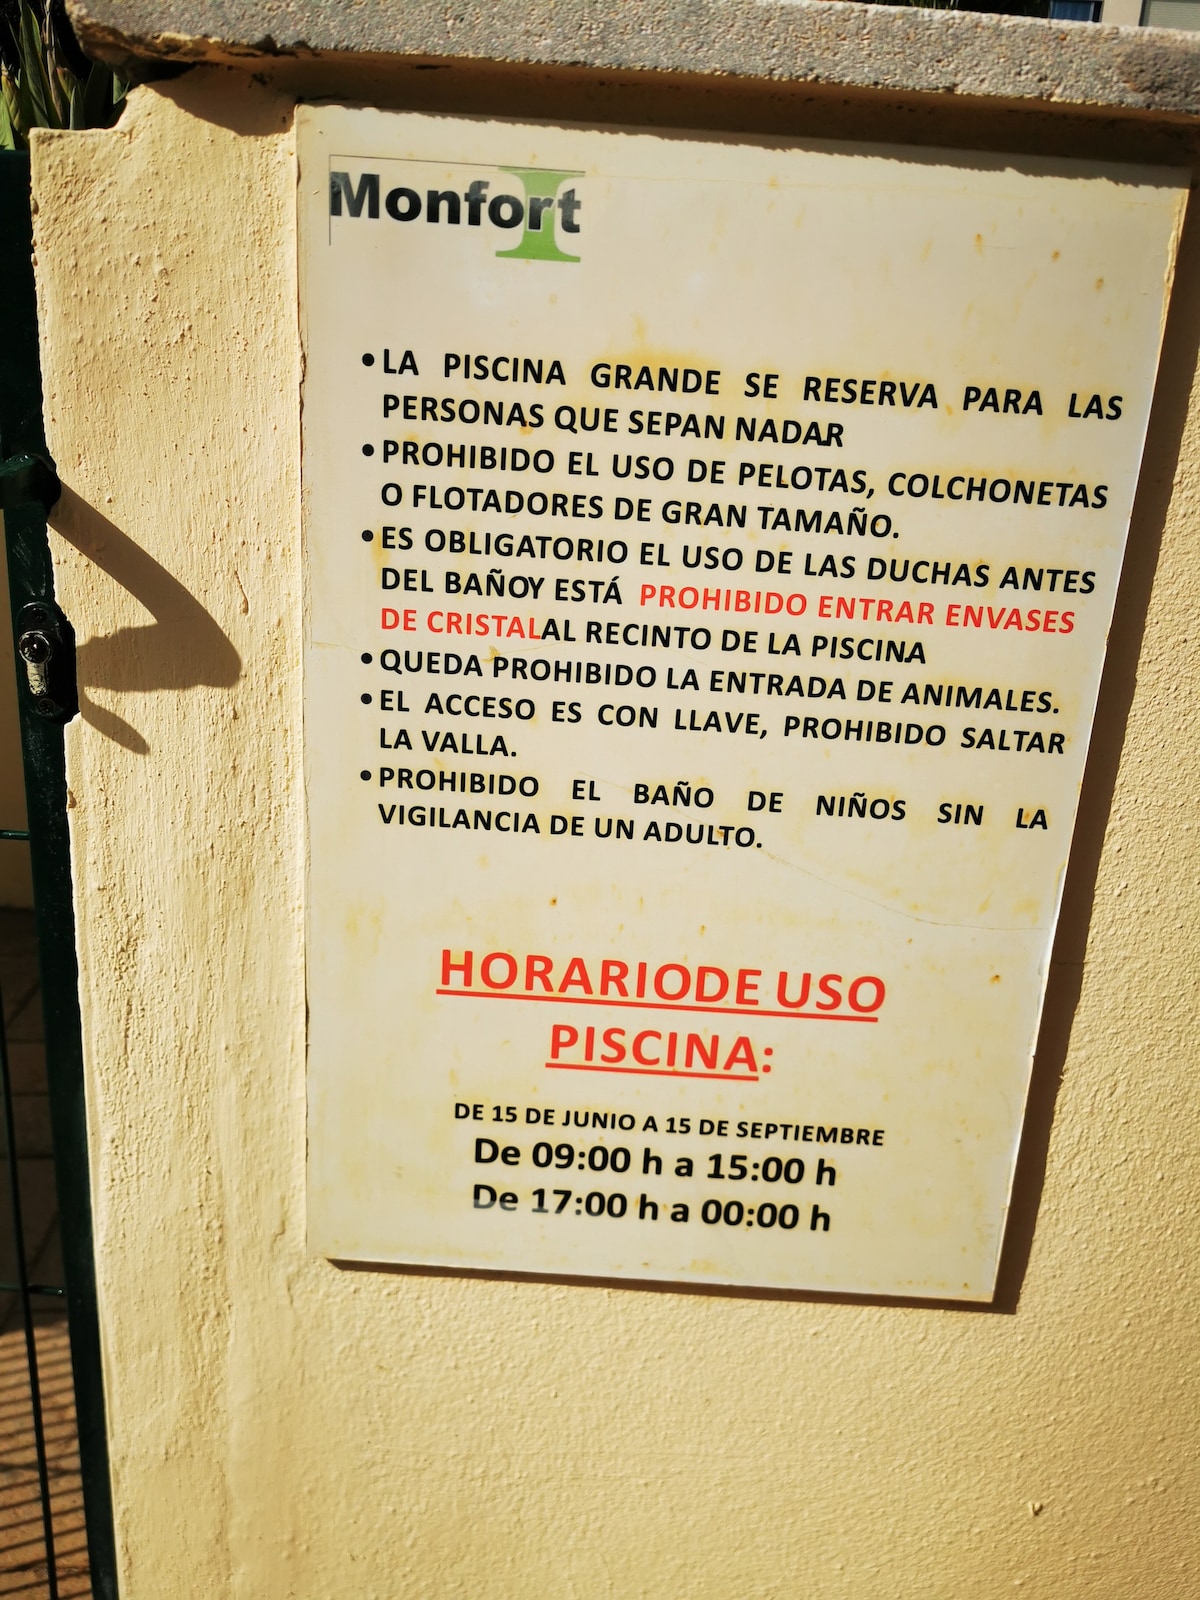 Monfort I
• LA PISCINA GRANDE SE RESERVA PARA LAS
PERSONAS QUE SEPAN NADAR
• PROHIBIDO EL USO DE PELOTAS, COLCHONETAS
O FLOTADORES DE GRAN TAMAÑO.
• ES OBLIGATORIO EL USO DE LAS DUCHAS ANTES
DEL BAÑOY ESTÁ PROHIBIDO ENTRAR ENVASES
DE CRISTALAL RECINTO DE LA PISCINA
• QUEDA PROHIBIDO LA ENTRADA DE ANIMALES.
• EL ACCESO ES CON LLAVE, PROHIBIDO SALTAR
LA VALLA.
• PROHIBIDO EL BAÑO DE NIÑOS SIN LA
VIGILANCIA DE UN ADULTO.
HORARIODE USO
PISCINA:
DE 15 DE JUNIO A 15 DE SEPTIEMBRE
De 09:00 h a 15:00 h
De 17:00 h a 00:00 h